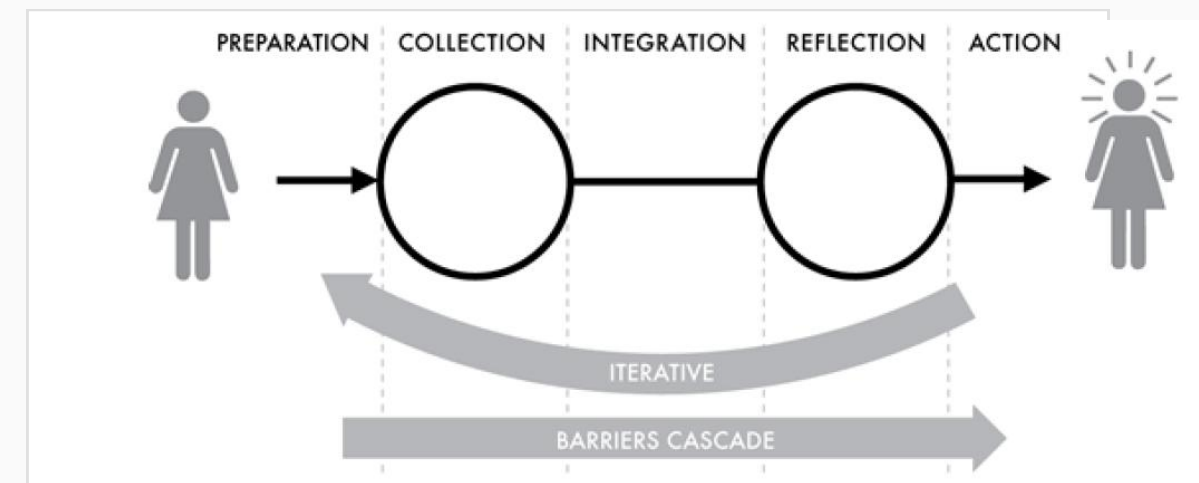 PREPARATION COLLECTION INTEGRATION REFLECTION ACTION
ITERATIVE
BARRIERS CASCADE